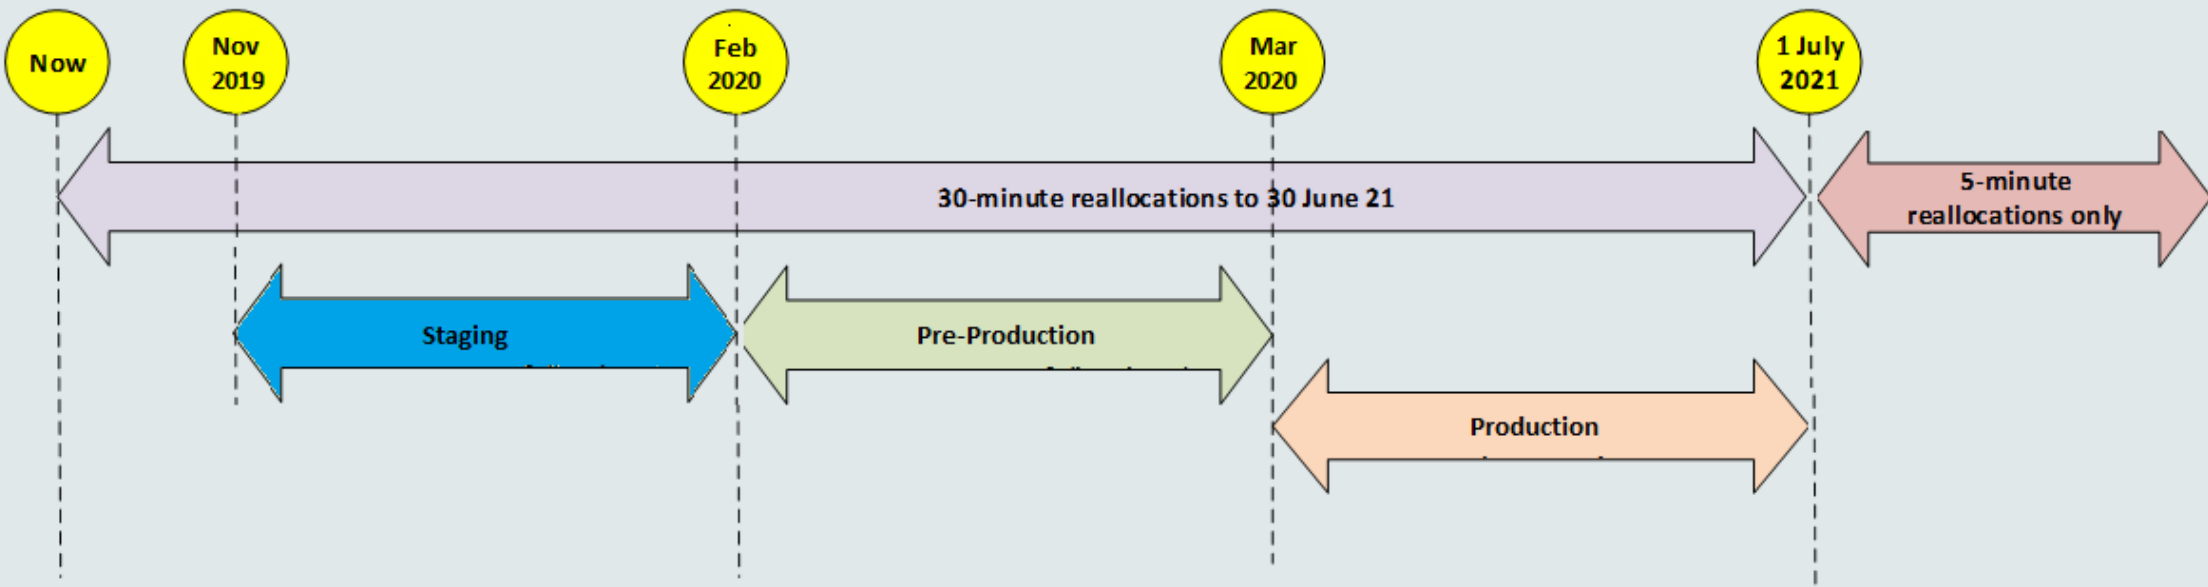 Now
Nov
2019
Feb
2020
Mar
2020
1 July
2021
30-minute reallocations to 30 June 21
5-minute
reallocations only
Staging
Pre-Production
Production